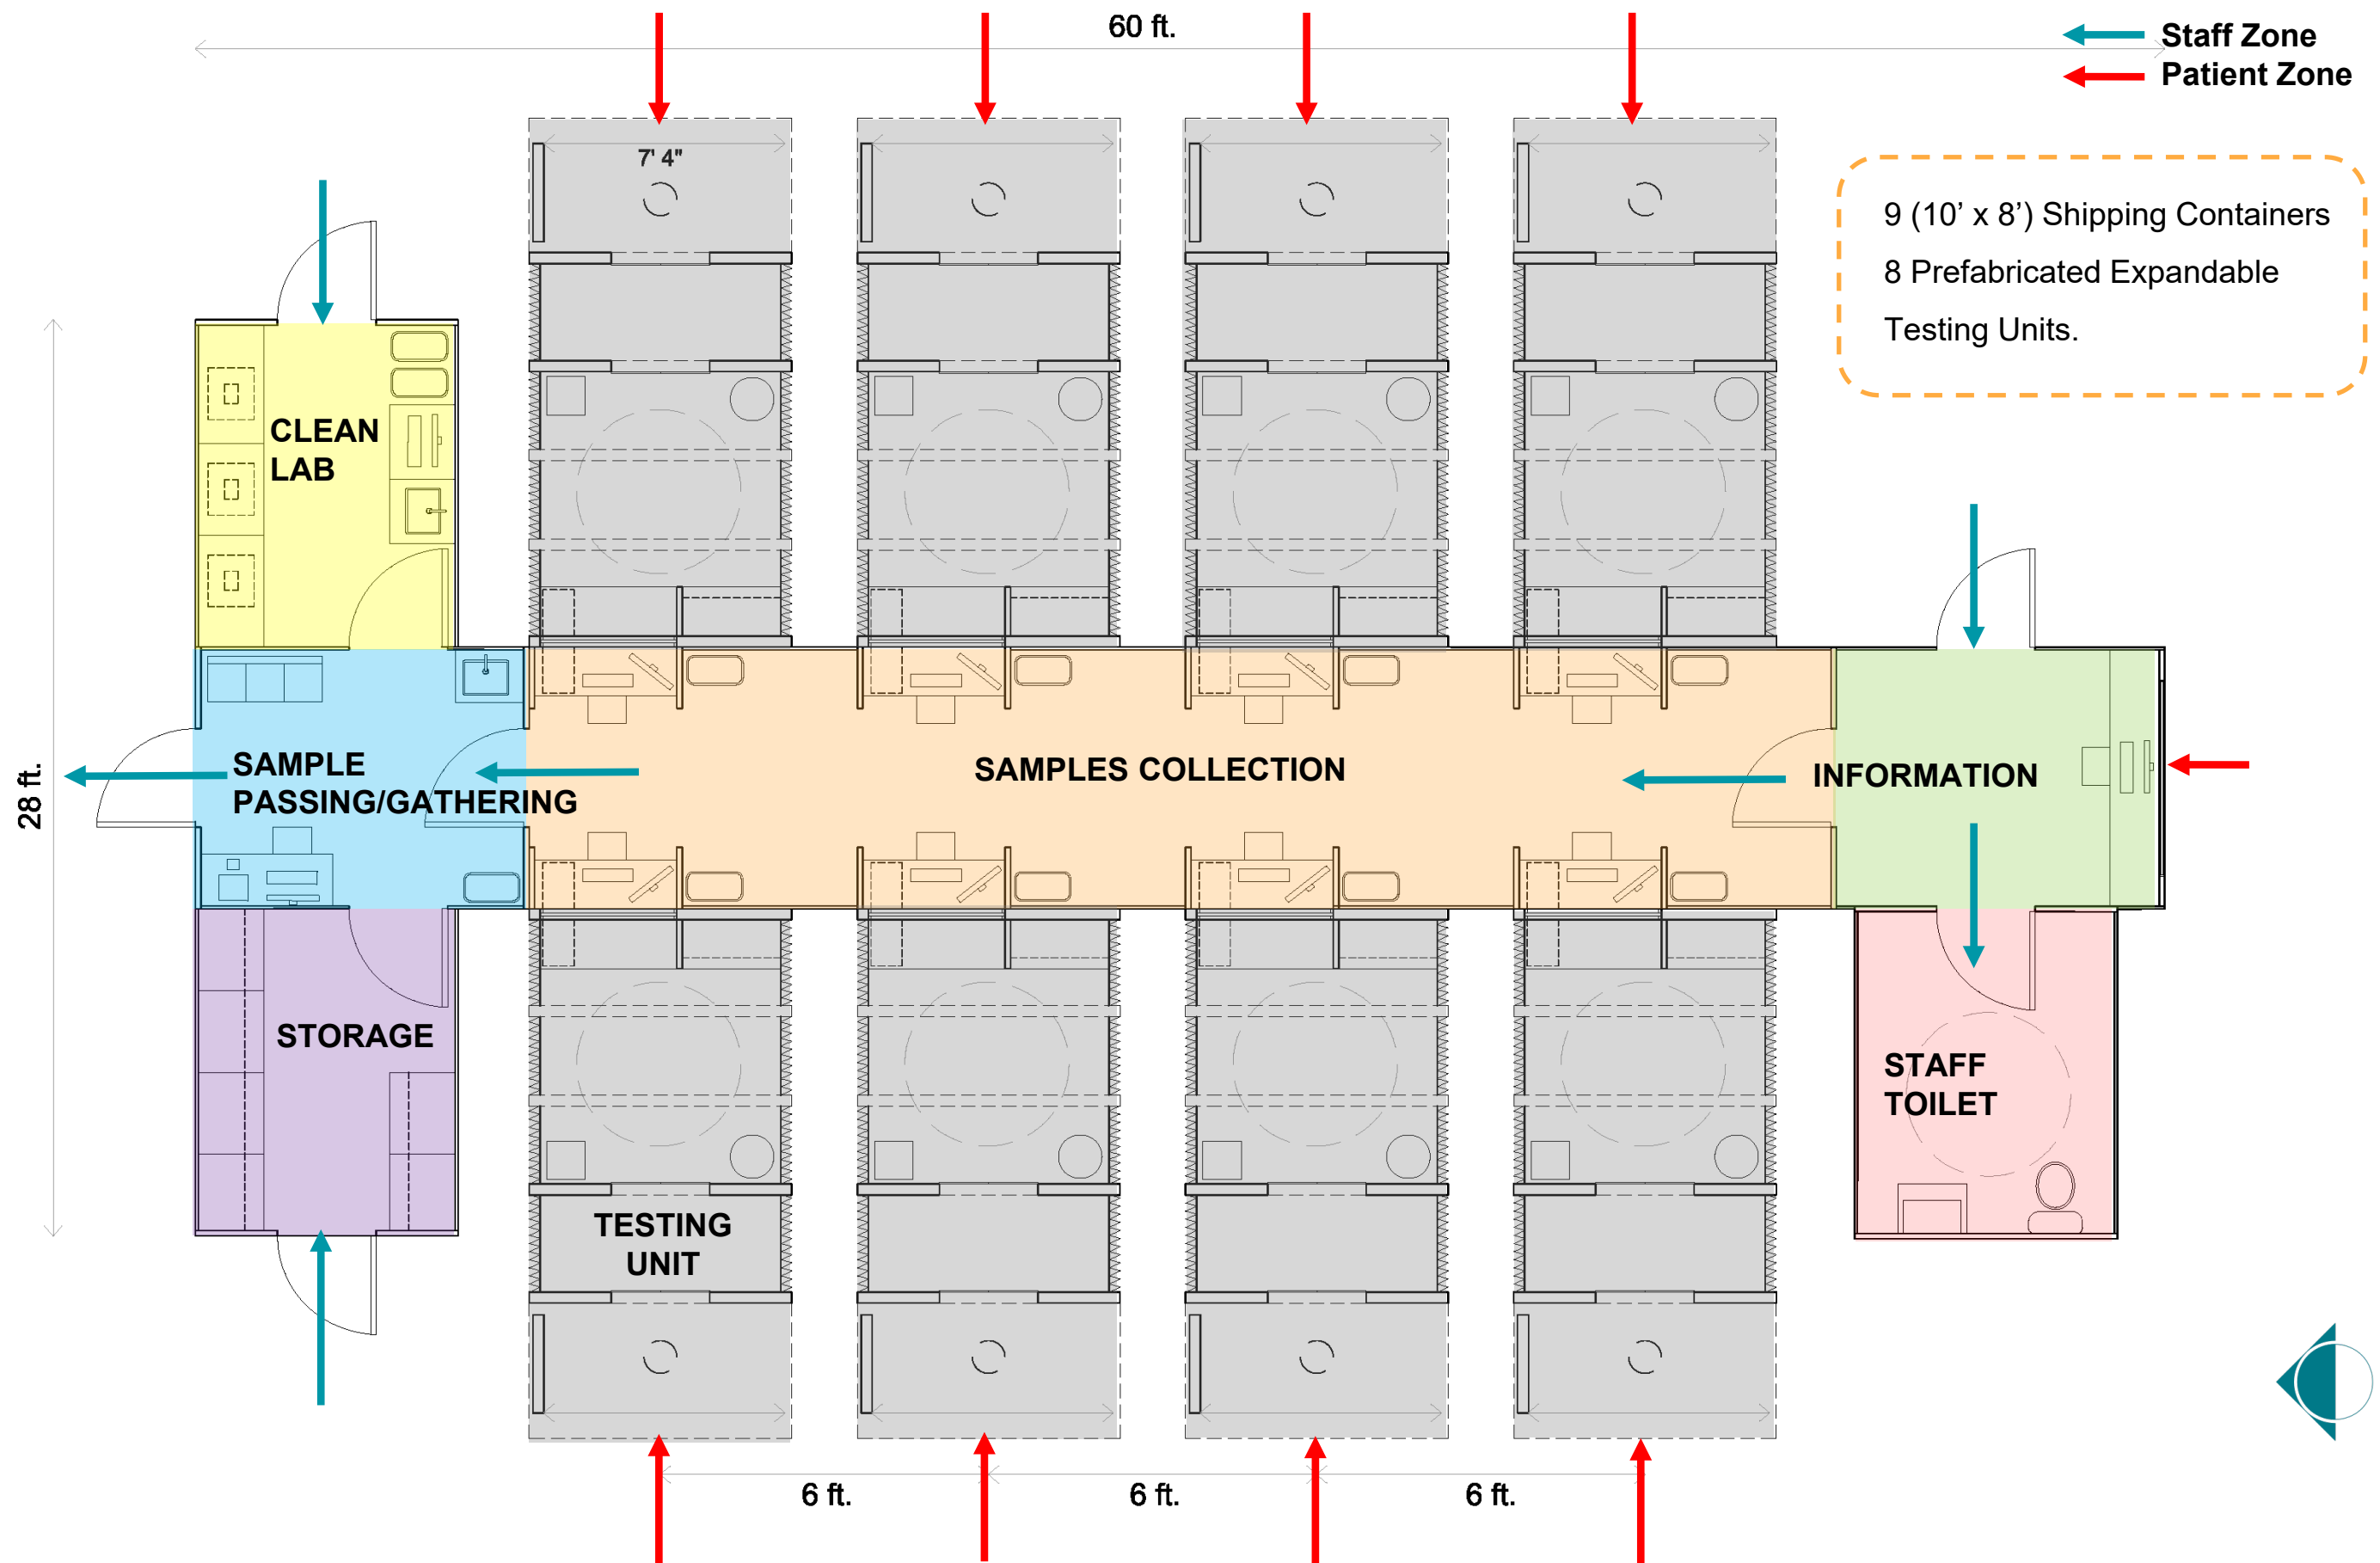 60 ft.
Staff Zone
Patient Zone
7' 4"
9 (10’ x 8’) Shipping Containers
8 Prefabricated Expandable
Testing Units.
CLEAN
LAB
28 ft.
SAMPLE
PASSING/GATHERING
SAMPLES COLLECTION
INFORMATION
STORAGE
STAFF
TOILET
TESTING
UNIT
6 ft.
6 ft.
6 ft.